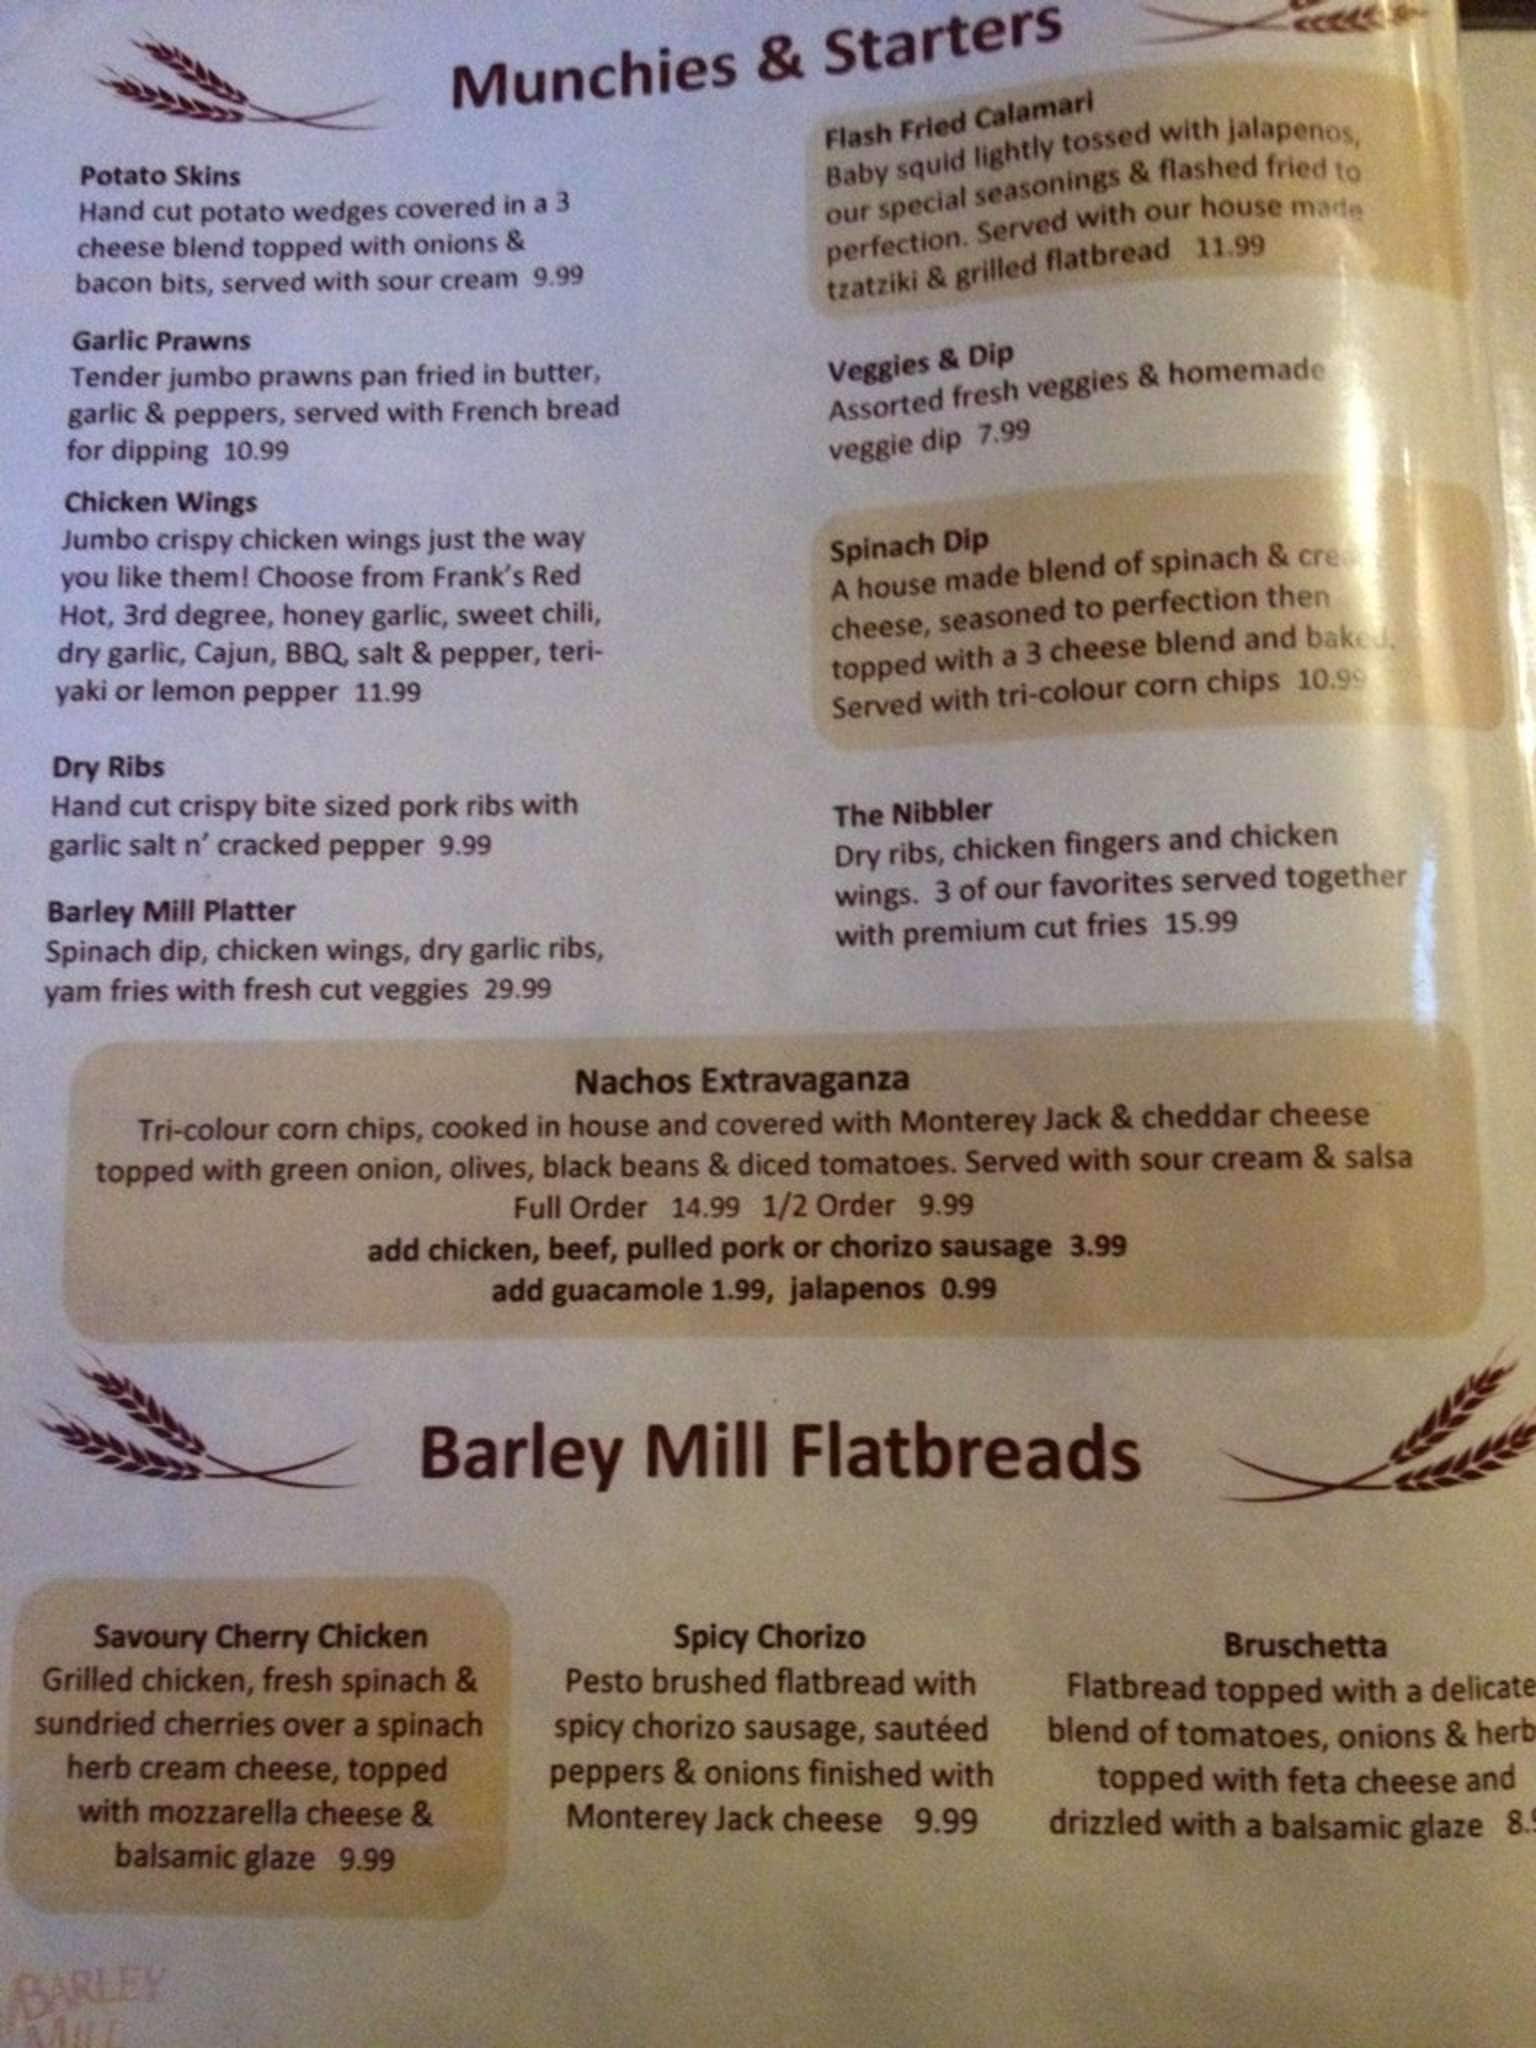 Munchies & Starters
Potato Skins
Hand cut potato wedges covered in a 3
cheese blend topped with onions &
bacon bits, served with sour cream 9.99
Garlic Prawns
Tender jumbo prawns pan fried in butter,
garlic & peppers, served with French bread
for dipping 10.99
Chicken Wings
Jumbo crispy chicken wings just the way
you like them! Choose from Frank's Red
Hot, 3rd degree, honey garlic, sweet chili,
dry garlic, Cajun, BBQ, salt & pepper, teri-
yaki or lemon pepper 11.99
Dry Ribs
Hand cut crispy bite sized pork ribs with
garlic salt n' cracked pepper 9.99
Barley Mill Platter
Spinach dip, chicken wings, dry garlic ribs,
yam fries with fresh cut veggies 29.99
Flash Fried Calamari
Baby squid lightly tossed with jalapenos,
our special seasonings & flashed fried to
perfection. Served with our house made
tzatziki & grilled flatbread 11.99
Veggies & Dip
Assorted fresh veggies & homemade
veggie dip 7.99
Spinach Dip
A house made blend of spinach &
cheese, seasoned to perfection then
topped with a 3 cheese blend and baked.
Served with tri-colour corn chips 10.99
The Nibbler
Dry ribs, chicken fingers and chicken
wings. 3 of our favorites served together
with premium cut fries 15.99
Nachos Extravaganza
Tri-colour corn chips, cooked in house and covered with Monterey Jack & cheddar cheese
topped with green onion, olives, black beans & diced tomatoes. Served with sour cream & salsa
Full Order 14.99 1/2 Order 9.99
add chicken, beef, pulled pork or chorizo sausage 3.99
add guacamole 1.99, jalapenos 0.99
Barley Mill Flatbreads
Savoury Cherry Chicken
Grilled chicken, fresh spinach &
sundried cherries over a spinach
herb cream cheese, topped
with mozzarella cheese &
balsamic glaze 9.99
Spicy Chorizo
Pesto brushed flatbread with
spicy chorizo sausage, sautéed
peppers & onions finished with
Monterey Jack cheese 9.99
Bruschetta
Flatbread topped with a delicate
blend of tomatoes, onions & herb
topped with feta cheese and
drizzled with a balsamic glaze
BARLEY
MILL